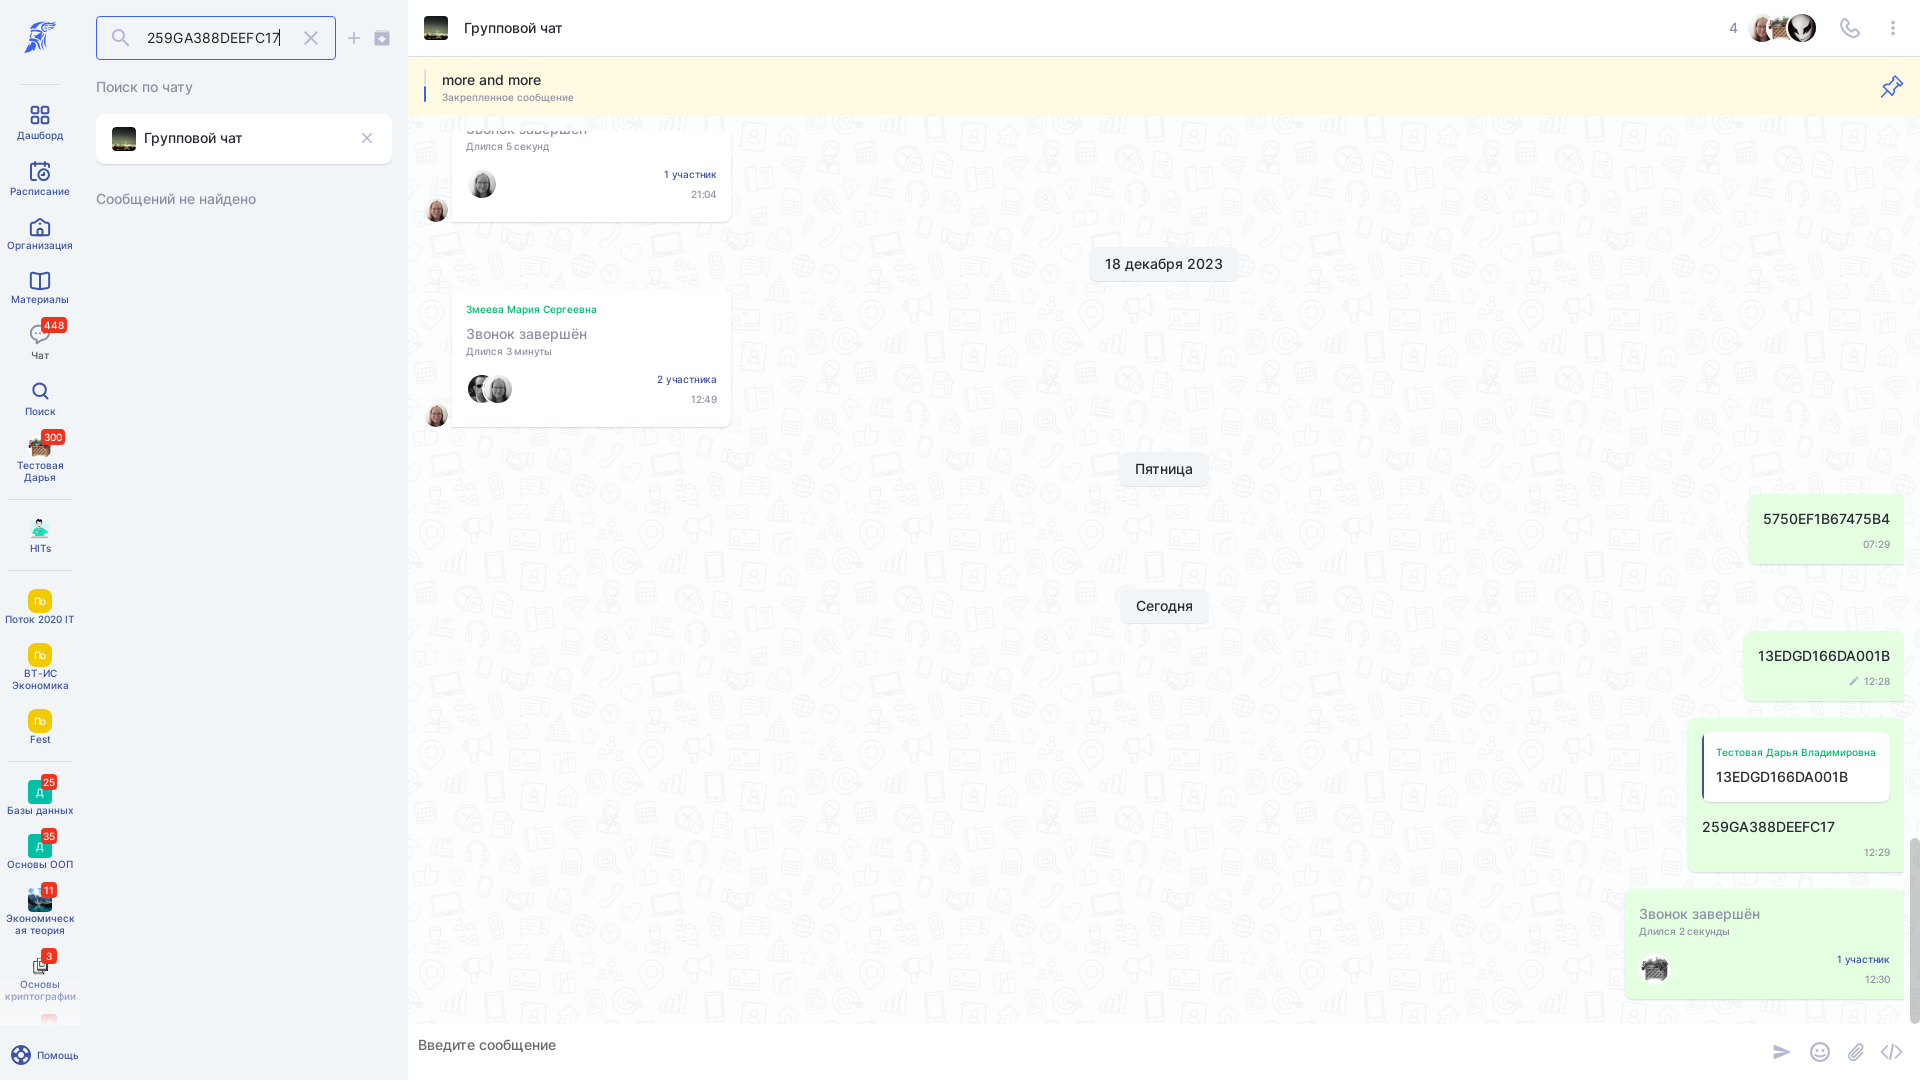 259GA388DEEFC17
Поиск по чату
Групповой чат
Сообщений не найдено
Дашборд
Расписание
Организация
Материалы
448
Чат
Поиск
300
Тестовая
Дарья
HITs
По
Поток 2020 IT
По
ВТ-ИС
Экономика
По
Fest
25
Д
Базы данных
35
Д
Основы ООП
11
Экономическ
ая теория
3
Основы
криптографии
Помощь
Групповой чат
4
more and more
Закрепленное сообщение
Звонок завершён
Длился 5 секунд
1 участник
21:04
18 декабря 2023
Змеева Мария Сергеевна
Звонок завершён
Длился 3 минуты
2 участника
12:49
Пятница
5750EF1B67475B4
07:29
Сегодня
13EDGD166DA001B
12:28
Тестовая Дарья Владимировна
13EDGD166DA001B
259GA388DEEFC17
12:29
Звонок завершён
Длился 2 секунды
1 участник
12:30
Введите сообщение